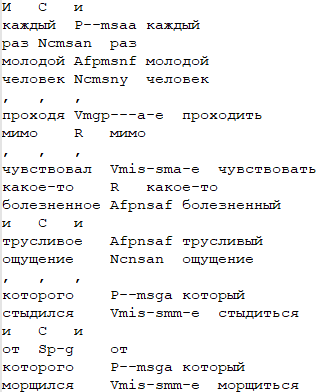 И С и
каждый P--msaa каждый
раз Ncmsan раз
молодой Afpmsnf молодой
человек Ncmsny человек
, , ,
проходя Vmgp---a-e проходить
мимо R мимо
, , ,
чувствовал Vmis-sma-e чувствовать
какое-то R какое-то
болезненное Afpnsaf болезненный
и С и
трусливое Afpnsaf трусливый
ощущение Ncnsan ощущение
, , ,
которого P--msga который
стыдился Vmis-smm-e стыдиться
и С и
от Sp-g от
которого P--msga который
морщился Vmis-smm-e морщиться